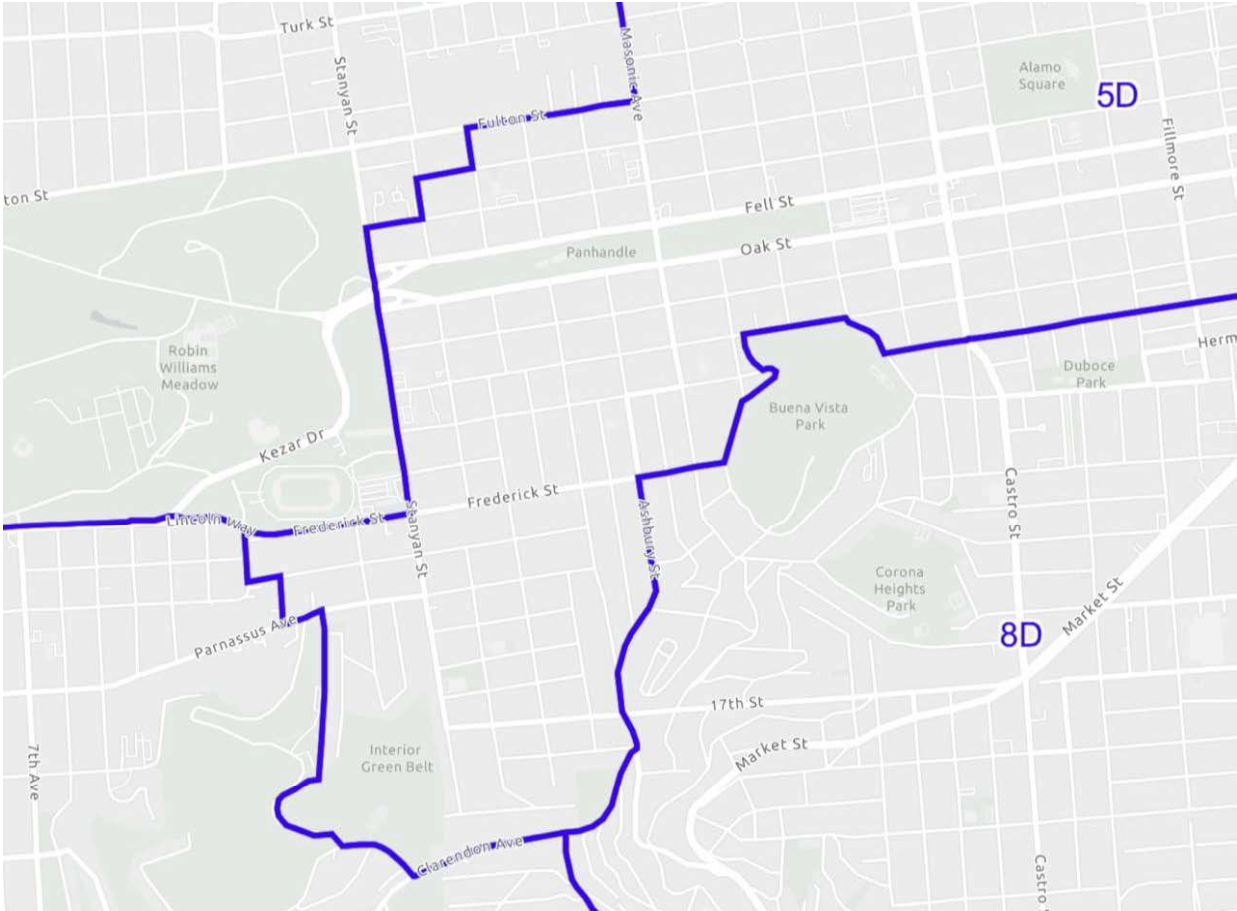 Turk St
Stanyan St
Masonic Ave
Alamo
Square
5D
Fulton St
Fillmore St
ton St
Fell St
Panhandle
Oak St
Robin
Williams
Meadow
Herm
Duboce
Park
Buena Vista
Park
Kezar Dr
Frederick St
Castro St
Lincoln Way
Frederick St
Stanyan St
Ashbury St
Corona
Heights
Park
Market St
8D
Parnassus Ave
17th St
Market St
7th Ave
Interior
Green Belt
Clarendon Ave
Castro